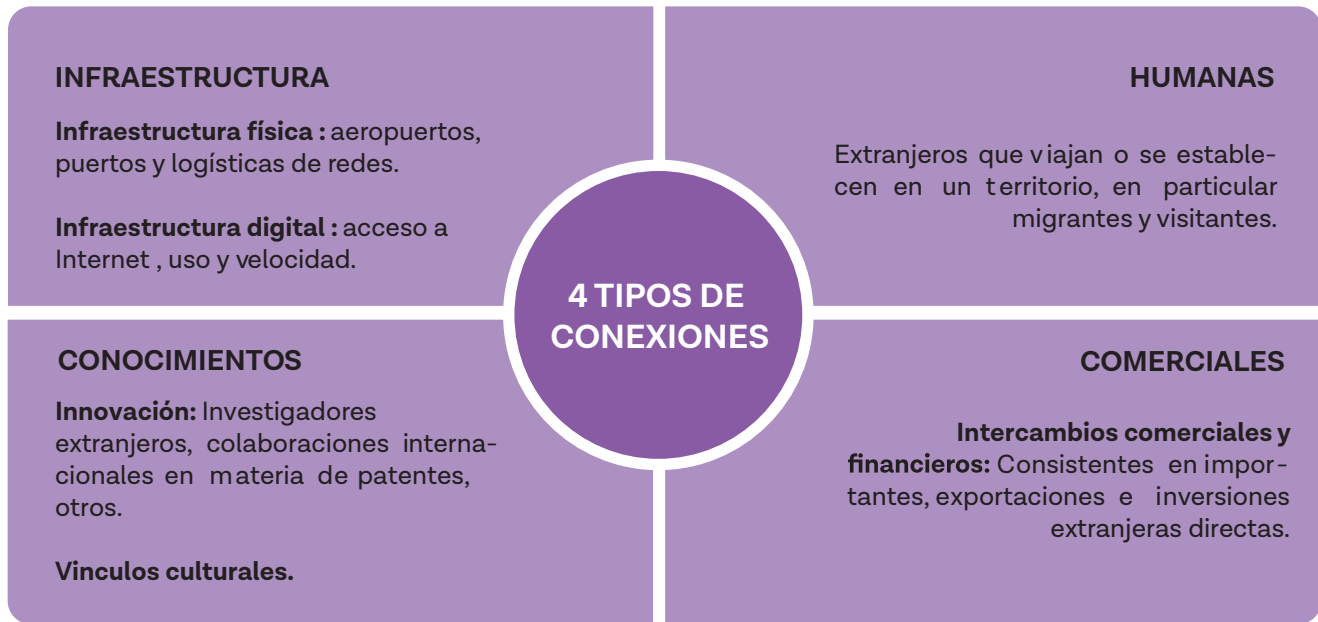 INFRAESTRUCTURA
Infraestructura física : aeropuertos,
puertos y logísticas de redes.
Infraestructura digital : acceso a
Internet , uso y velocidad.
HUMANAS
Extranjeros que viajan o se estable-
cen en un territorio, en particular
migrantes y visitantes.
4 TIPOS DE
CONEXIONES
CONOCIMIENTOS
Innovación: Investigadores
extranjeros, colaboraciones interna-
cionales en materia de patentes,
otros.
Vinculos culturales.
COMERCIALES
Intercambios comerciales y
financieros: Consistentes en impor-
tantes, exportaciones e inversiones
extranjeras directas.